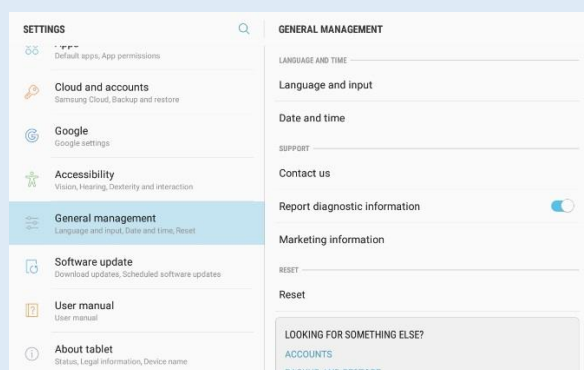 SETTINGS
Apps
Default apps, App permissions
Cloud and accounts
Samsung Cloud, Backup and restore
Google
Google settings
Accessibility
Vision, Hearing, Dexterity and interaction
General management
Language and input, Date and time, Reset
Software update
Download updates, Scheduled software updates
User manual
User manual
About tablet
Status, Legal information, Device name
GENERAL MANAGEMENT
LANGUAGE AND TIME
Language and input
Date and time
SUPPORT
Contact us
Report diagnostic information
Marketing information
RESET
Reset
LOOKING FOR SOMETHING ELSE?
ACCOUNTS